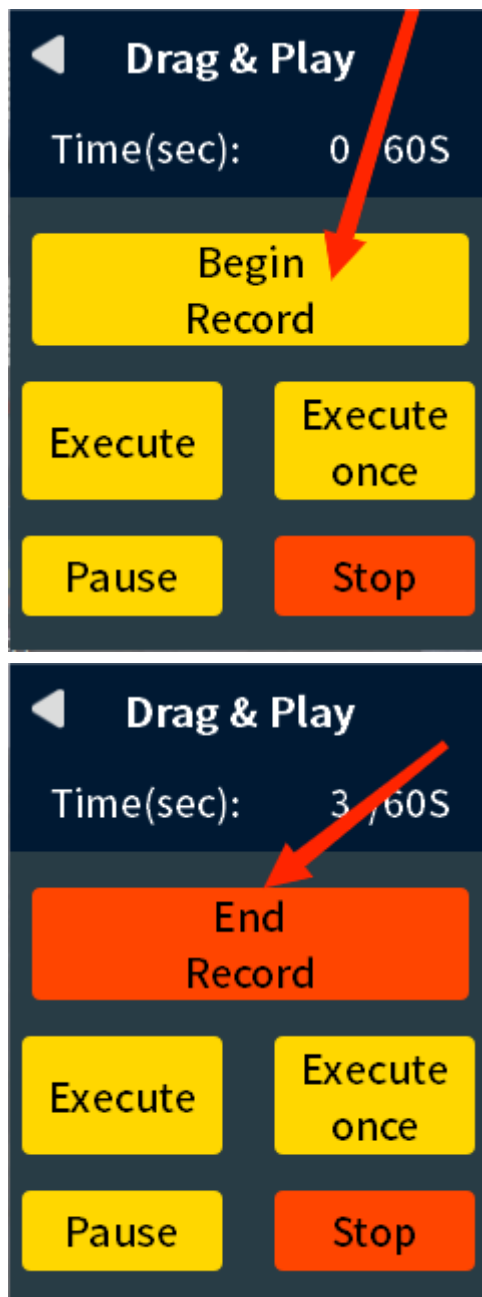 Drag & Play
Time(sec): 0 /60S
Begin
Record
Execute
Execute
once
Pause
Stop
Drag & Play
Time(sec): 3 /60S
End
Record
Execute
Execute
once
Pause
Stop